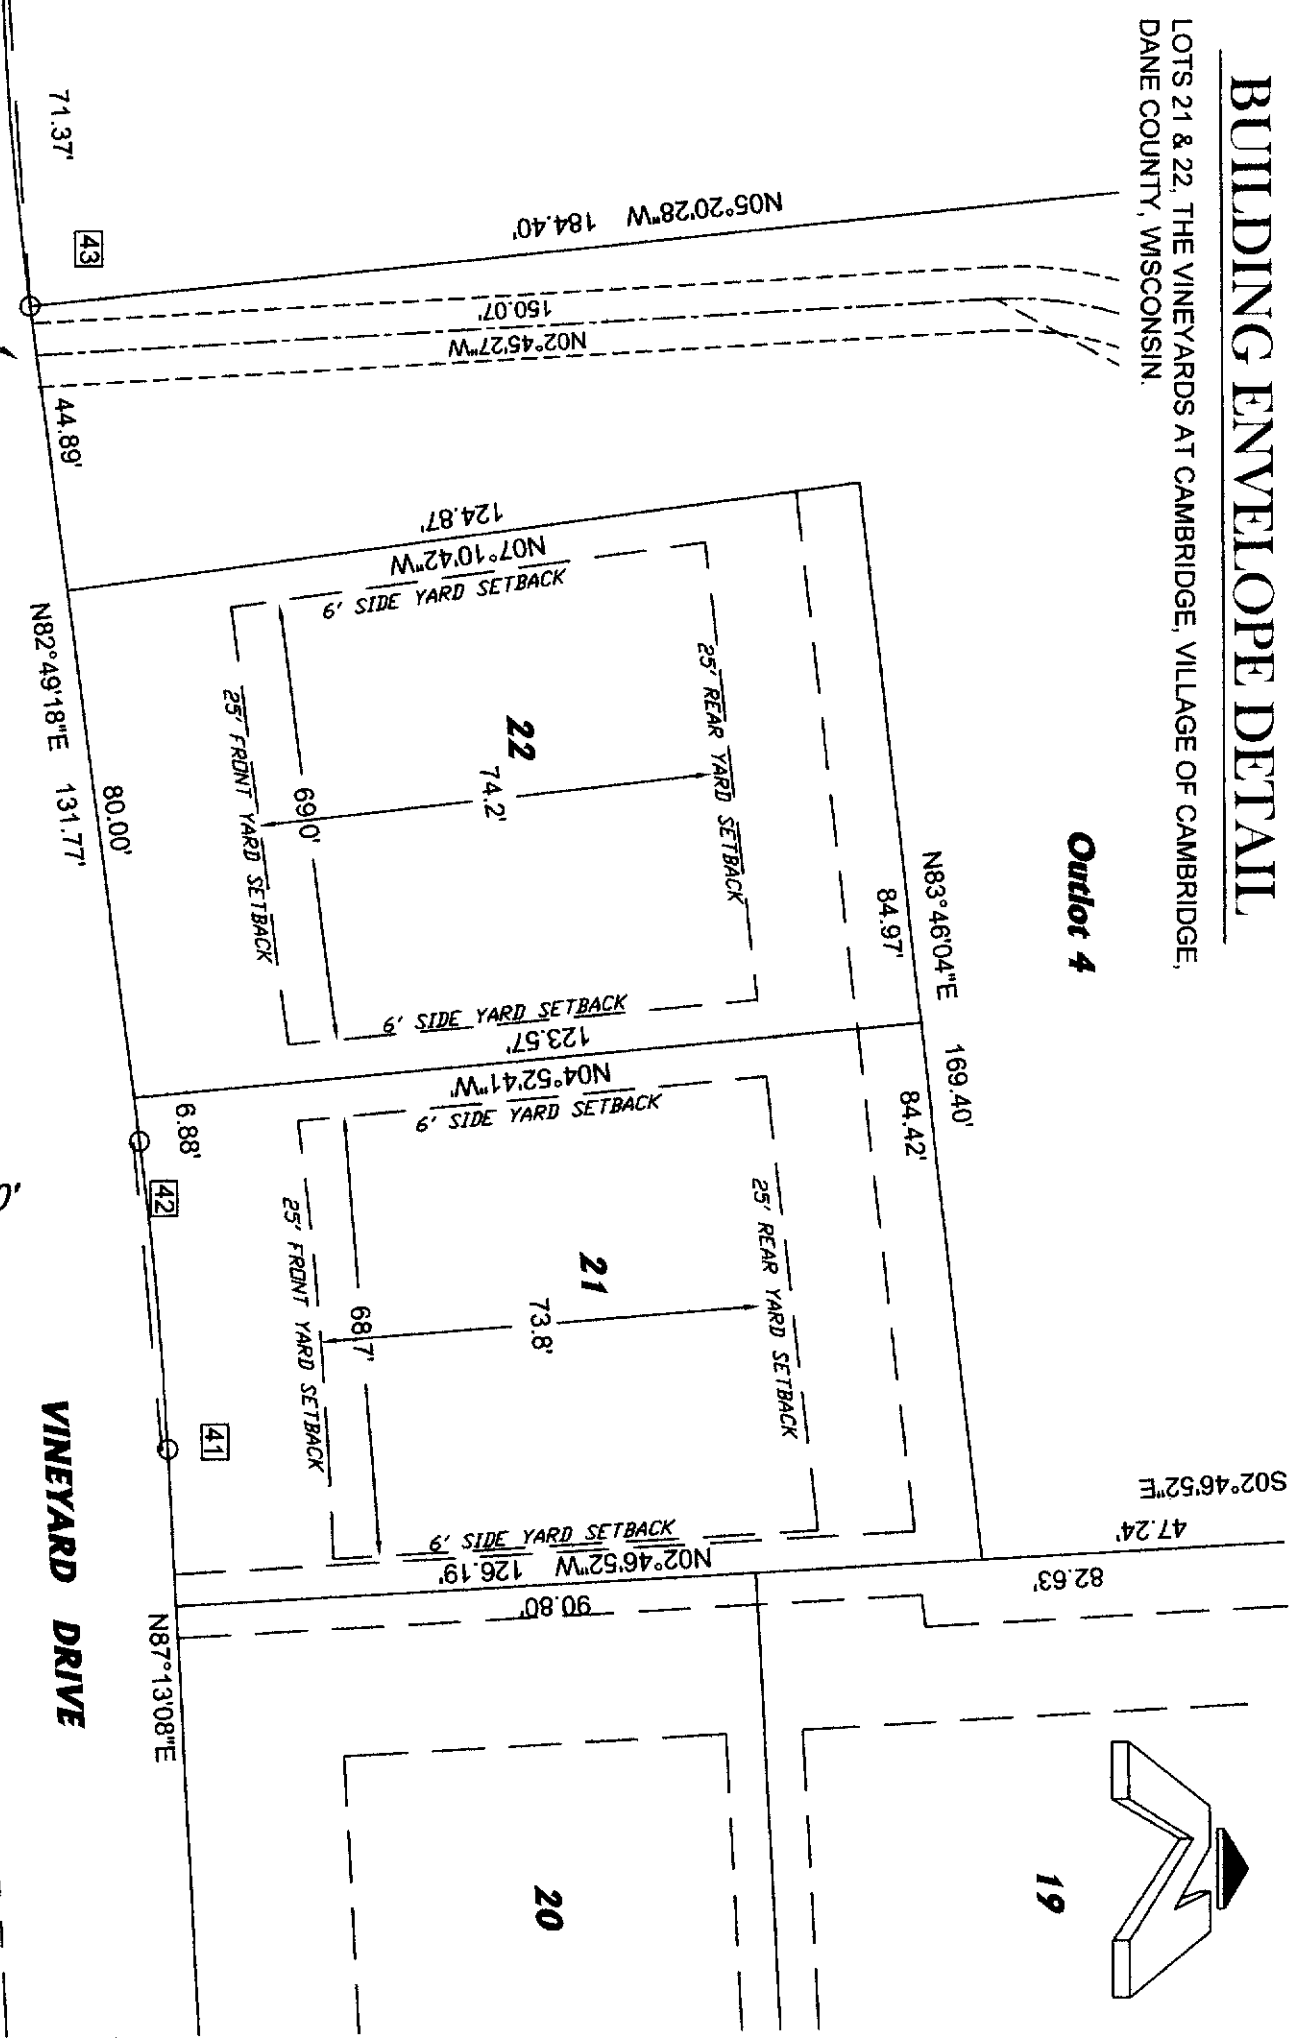 BUILDING ENVELOPE DETAIL
LOTS 21 & 22, THE VINEYARDS AT CAMBRIDGE, VILLAGE OF CAMBRIDGE,
DANE COUNTY, WISCONSIN.
N05°20'28"W 184.40'
150.07'
N02°45'27"W
71.37'
43
44.89'
Outlot 4
N83°46'04"E 169.40'
84.97'
84.42'
S02°46'52"E
47.24'
82.63'
19
124.87'
N07°10'42"W
6' SIDE YARD SETBACK
25' REAR YARD SETBACK
22
74.2'
69.0'
25' FRONT YARD SETBACK
6' SIDE YARD SETBACK
123.57'
N04°52'41"W
6' SIDE YARD SETBACK
25' REAR YARD SETBACK
21
73.8'
68.7'
25' FRONT YARD SETBACK
6' SIDE YARD SETBACK
N02°46'52"W 126.19'
90.80'
20
80.00'
N82°49'18"E 131.77'
6.88'
42
41
N87°13'08"E
VINEYARD DRIVE
0'